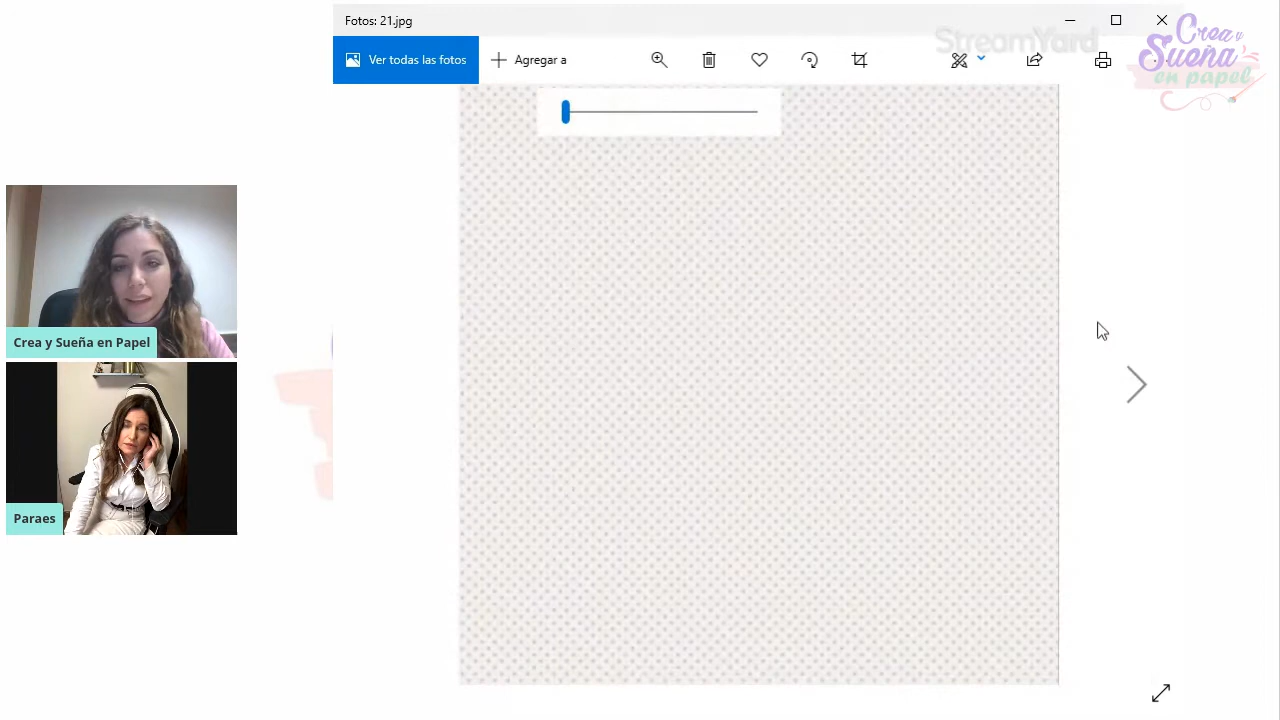 Fotos: 21.jpg
StreamYard
Crea y
Sueña
en papel
Ver todas las fotos
Agregar a
Crea y Sueña en Papel
Paraes